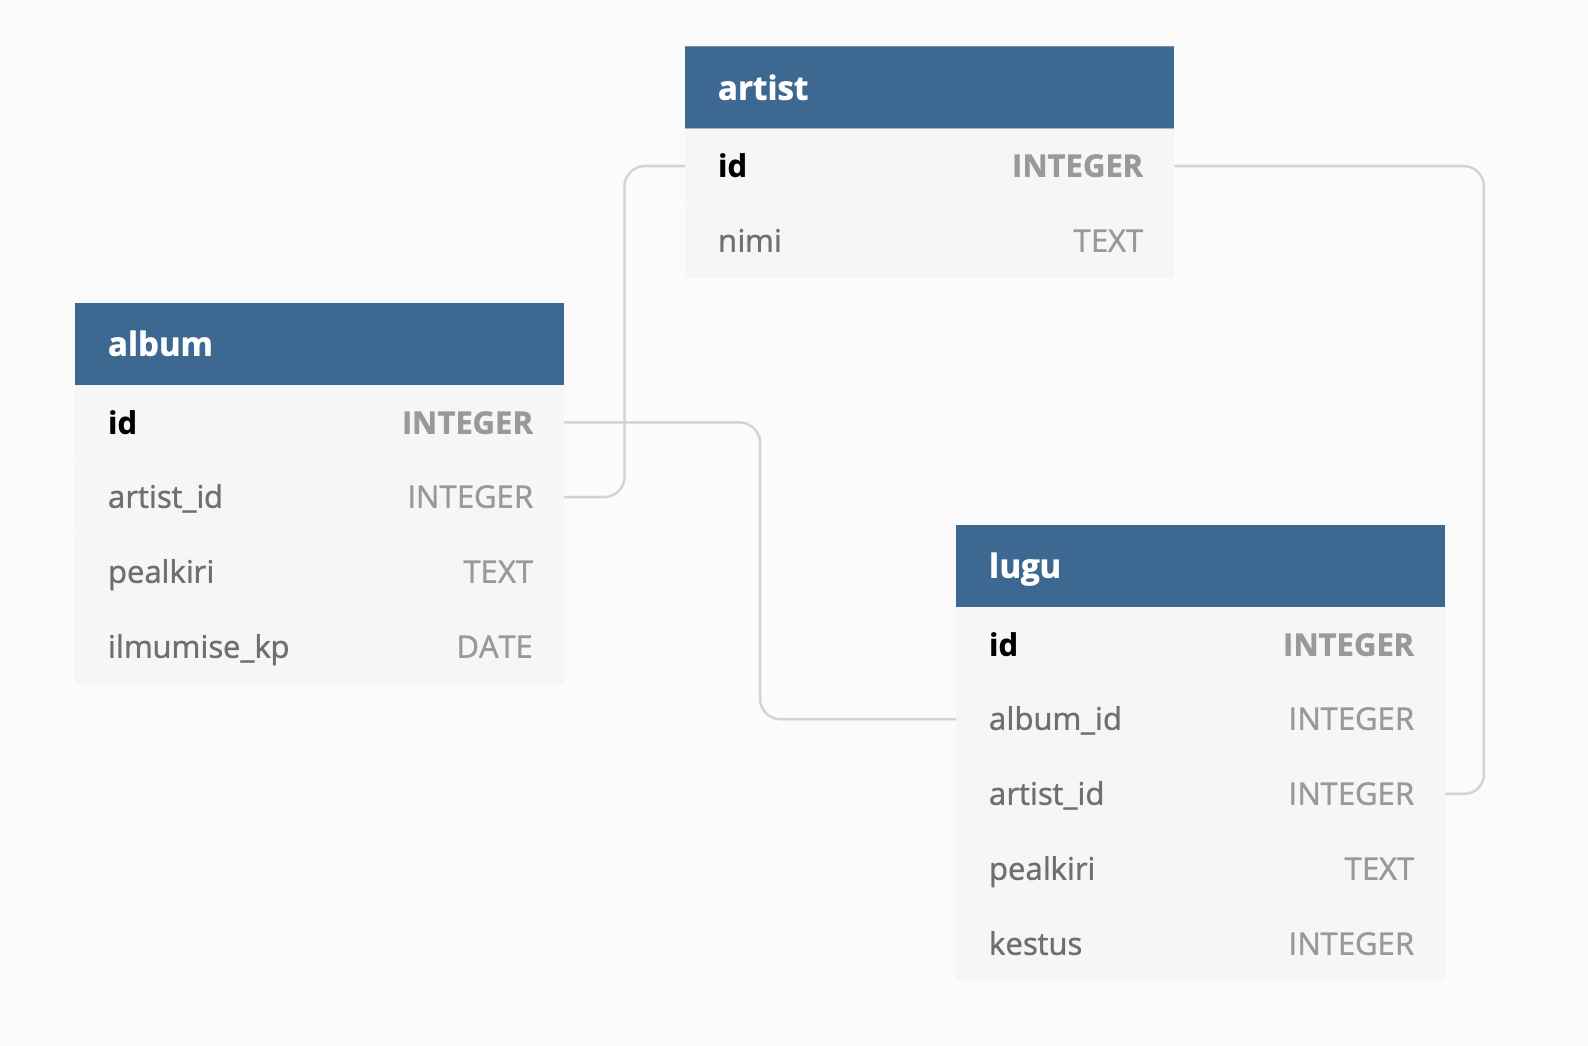 artist
id INTEGER
nimi TEXT
album
id INTEGER
artist_id INTEGER
pealkiri TEXT
ilmumise_kp DATE
lugu
id INTEGER
album_id INTEGER
artist_id INTEGER
pealkiri TEXT
kestus INTEGER